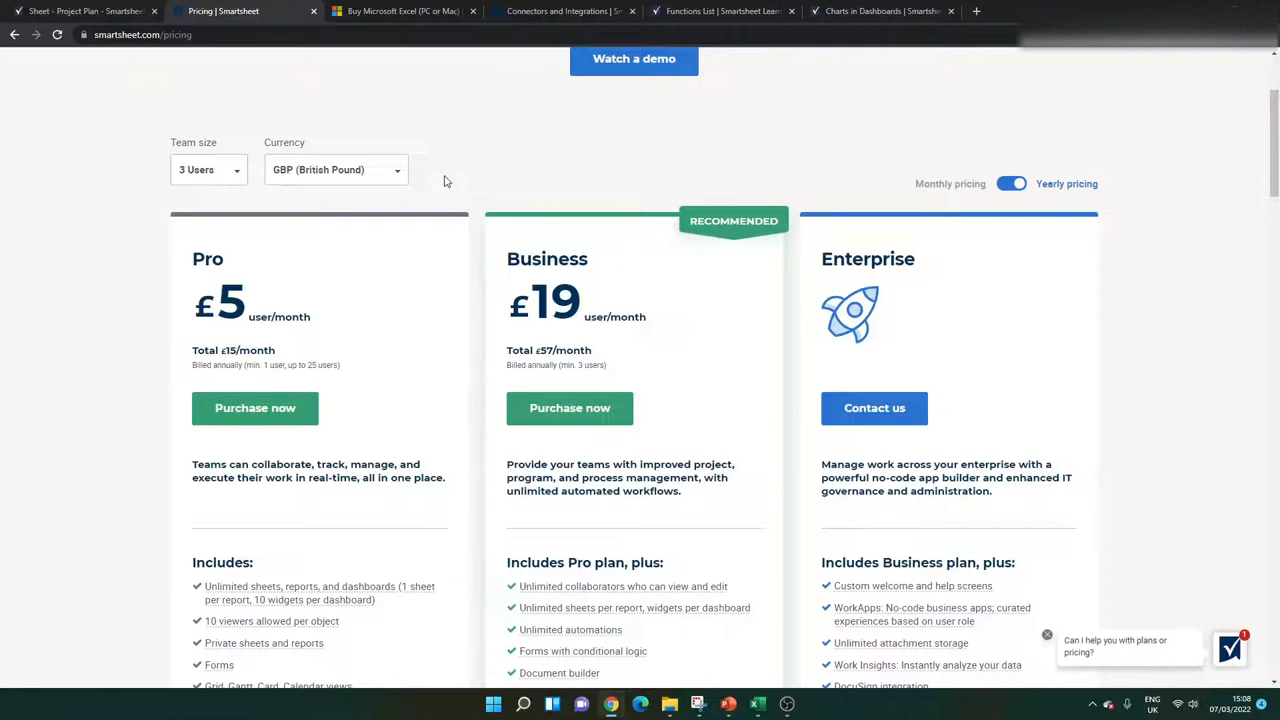 Sheet - Project Plan - Smartshee
Pricing | Smartsheet
Buy Microsoft Excel (PC or Mac) |
Connectors and Integrations | Sm
Functions List | Smartsheet Learn
Charts in Dashboards | Smartshe
smartsheet.com/pricing
Watch a demo
Team size
Currency
3 Users
GBP (British Pound)
Monthly pricing
Yearly pricing
RECOMMENDED
Pro
£5 user/month
Total £15/month
Billed annually (min. 1 user, up to 25 users)
Purchase now
Teams can collaborate, track, manage, and
execute their work in real-time, all in one place.
Includes:
Unlimited sheets, reports, and dashboards (1 sheet
per report, 10 widgets per dashboard)
10 viewers allowed per object
Private sheets and reports
Forms
Grid, Gantt, Card, Calendar views
Business
£19 user/month
Total £57/month
Billed annually (min. 3 users)
Purchase now
Provide your teams with improved project,
program, and process management, with
unlimited automated workflows.
Includes Pro plan, plus:
Unlimited collaborators who can view and edit
Unlimited sheets per report, widgets per dashboard
Unlimited automations
Forms with conditional logic
Document builder
Enterprise
Contact us
Manage work across your enterprise with a
powerful no-code app builder and enhanced IT
governance and administration.
Includes Business plan, plus:
Custom welcome and help screens
WorkApps: No-code business apps; curated
experiences based on user role
Unlimited attachment storage
Work Insights: Instantly analyze your data
DocuSign integration
Can I help you with plans or
pricing?
1
ENG
UK
15:08
07/03/2022
4